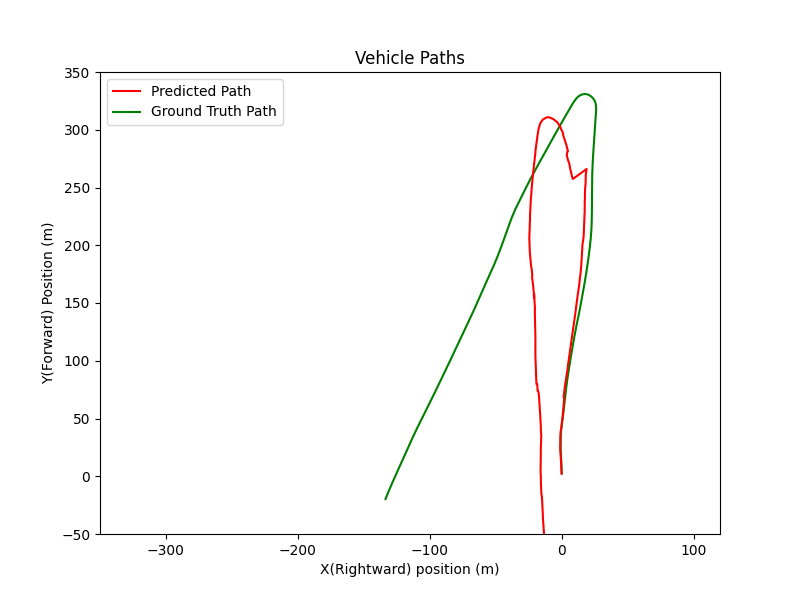 Vehicle Paths
Predicted Path
Ground Truth Path
350
300
250
200
150
100
50
0
−50
Y(Forward) Position (m)
−300
−200
−100
0
100
X(Rightward) position (m)